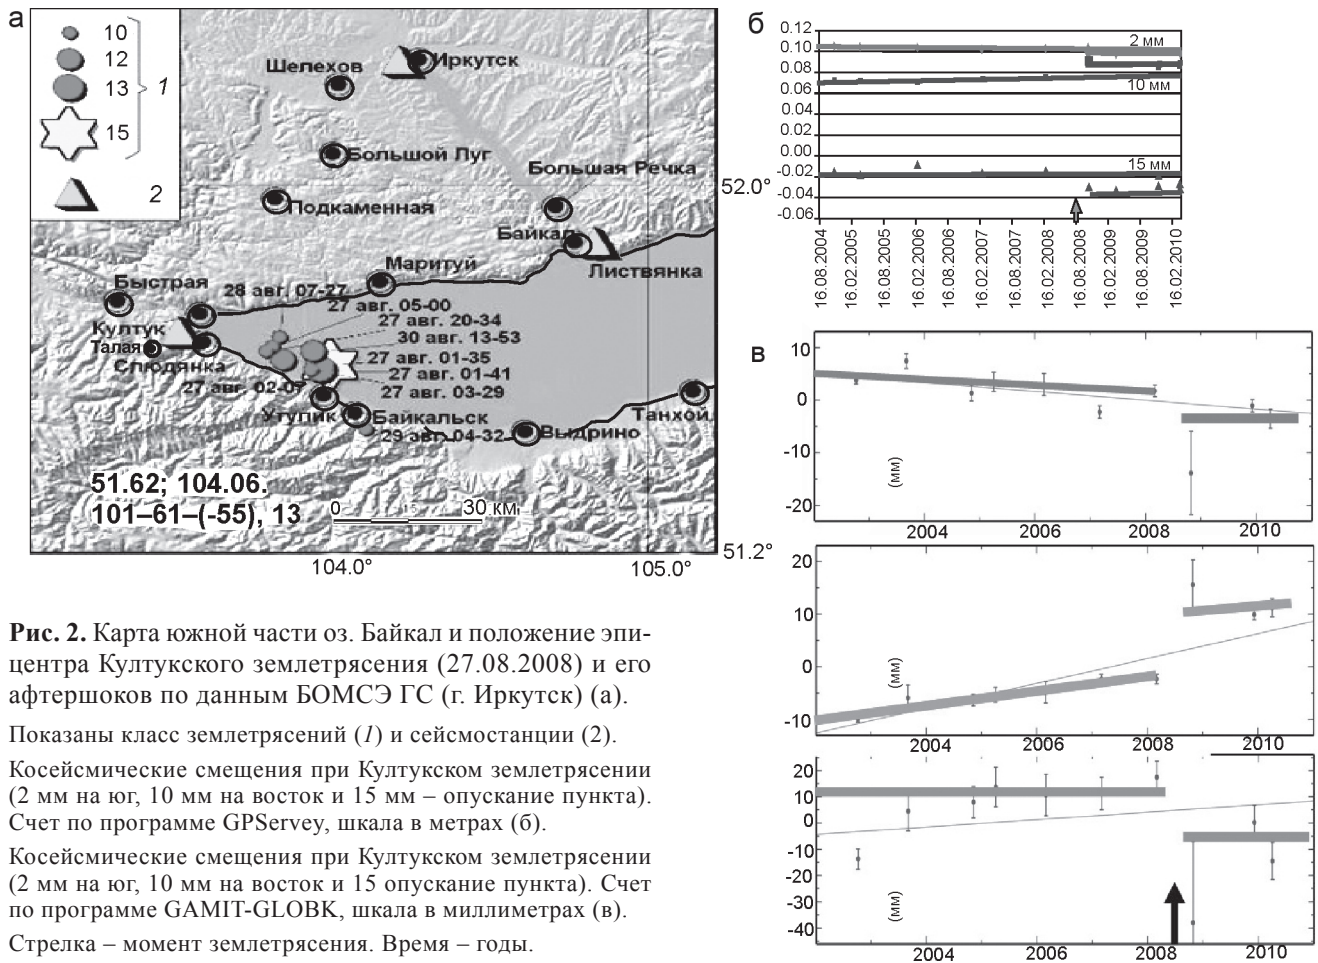 а
10
12
13
1
15
2
Иркутск
Шелехов
Большой Луг
Большая Речка
Подкаменная
Байкал
Листвянка
Маритуй
Быстрая
28 авг. 07-27
27 авг. 05-00
27 авг. 20-34
Култук
30 авг. 13-53
Талая
27 авг. 01-35
Слюдянка
27 авг. 01-41
27 авг. 02-07
27 авг. 03-29
Утулик
Байкальск
Танхой
29 авг. 04-32
Выдрино
51.62; 104.06.
101–61–(-55), 13
0
30 км
52.0°
51.2°
104.0°
105.0°
б
0.12
0.10
0.08
0.06
0.04
0.02
0.00
-0.02
-0.04
-0.06
2 мм
10 мм
15 мм
16.08.2004
16.02.2005
16.08.2005
16.02.2006
16.08.2006
16.02.2007
16.08.2007
16.02.2008
16.08.2008
16.02.2009
16.08.2009
16.02.2010
в
10
0
-10
-20
(мм)
2004
2006
2008
2010
20
10
0
-10
(мм)
2004
2006
2008
2010
20
10
0
-10
-20
-30
-40
(мм)
2004
2006
2008
2010
Рис. 2. Карта южной части оз. Байкал и положение эпи-
центра Култукского землетрясения (27.08.2008) и его
афтершоков по данным БОМСЭ ГС (г. Иркутск) (а).
Показаны класс землетрясений (1) и сейсмостанции (2).
Косейсмические смещения при Култукском землетрясении
(2 мм на юг, 10 мм на восток и 15 мм – опускание пункта).
Счет по программе GPServey, шкала в метрах (б).
Косейсмические смещения при Култукском землетрясении
(2 мм на юг, 10 мм на восток и 15 опускание пункта). Счет
по программе GAMIT-GLOBK, шкала в миллиметрах (в).
Стрелка – момент землетрясения. Время – годы.